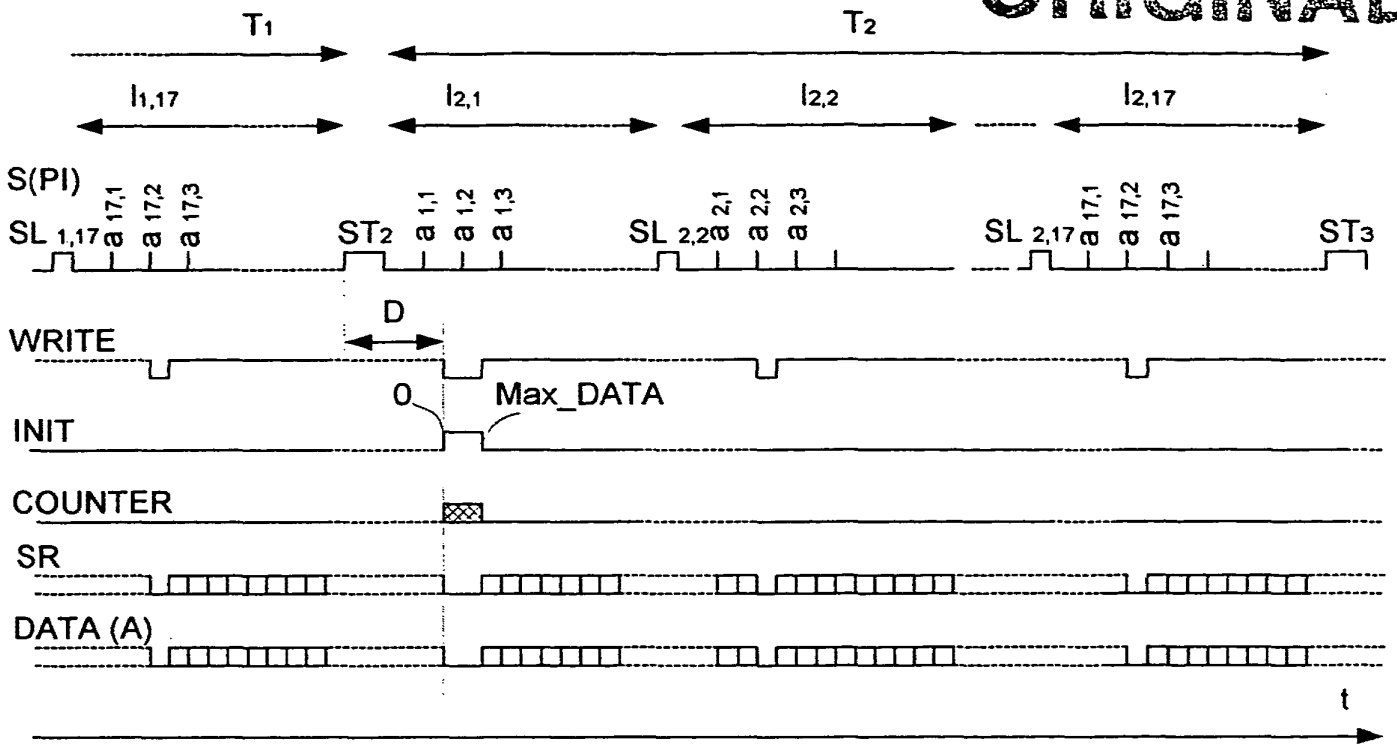 ORIGINAL
T1 T2
I1,17 I2,1 I2,2 I2,17
S(PI)
a 17,1 a 17,2 a 17,3 a 1,1 a 1,2 a 1,3 a 2,1 a 2,2 a 2,3 a 17,1 a 17,2 a 17,3
SL 1,17 ST2 SL 2,2 SL 2,17 ST3
D
WRITE
0 Max_DATA
INIT
COUNTER
SR
DATA (A)
t